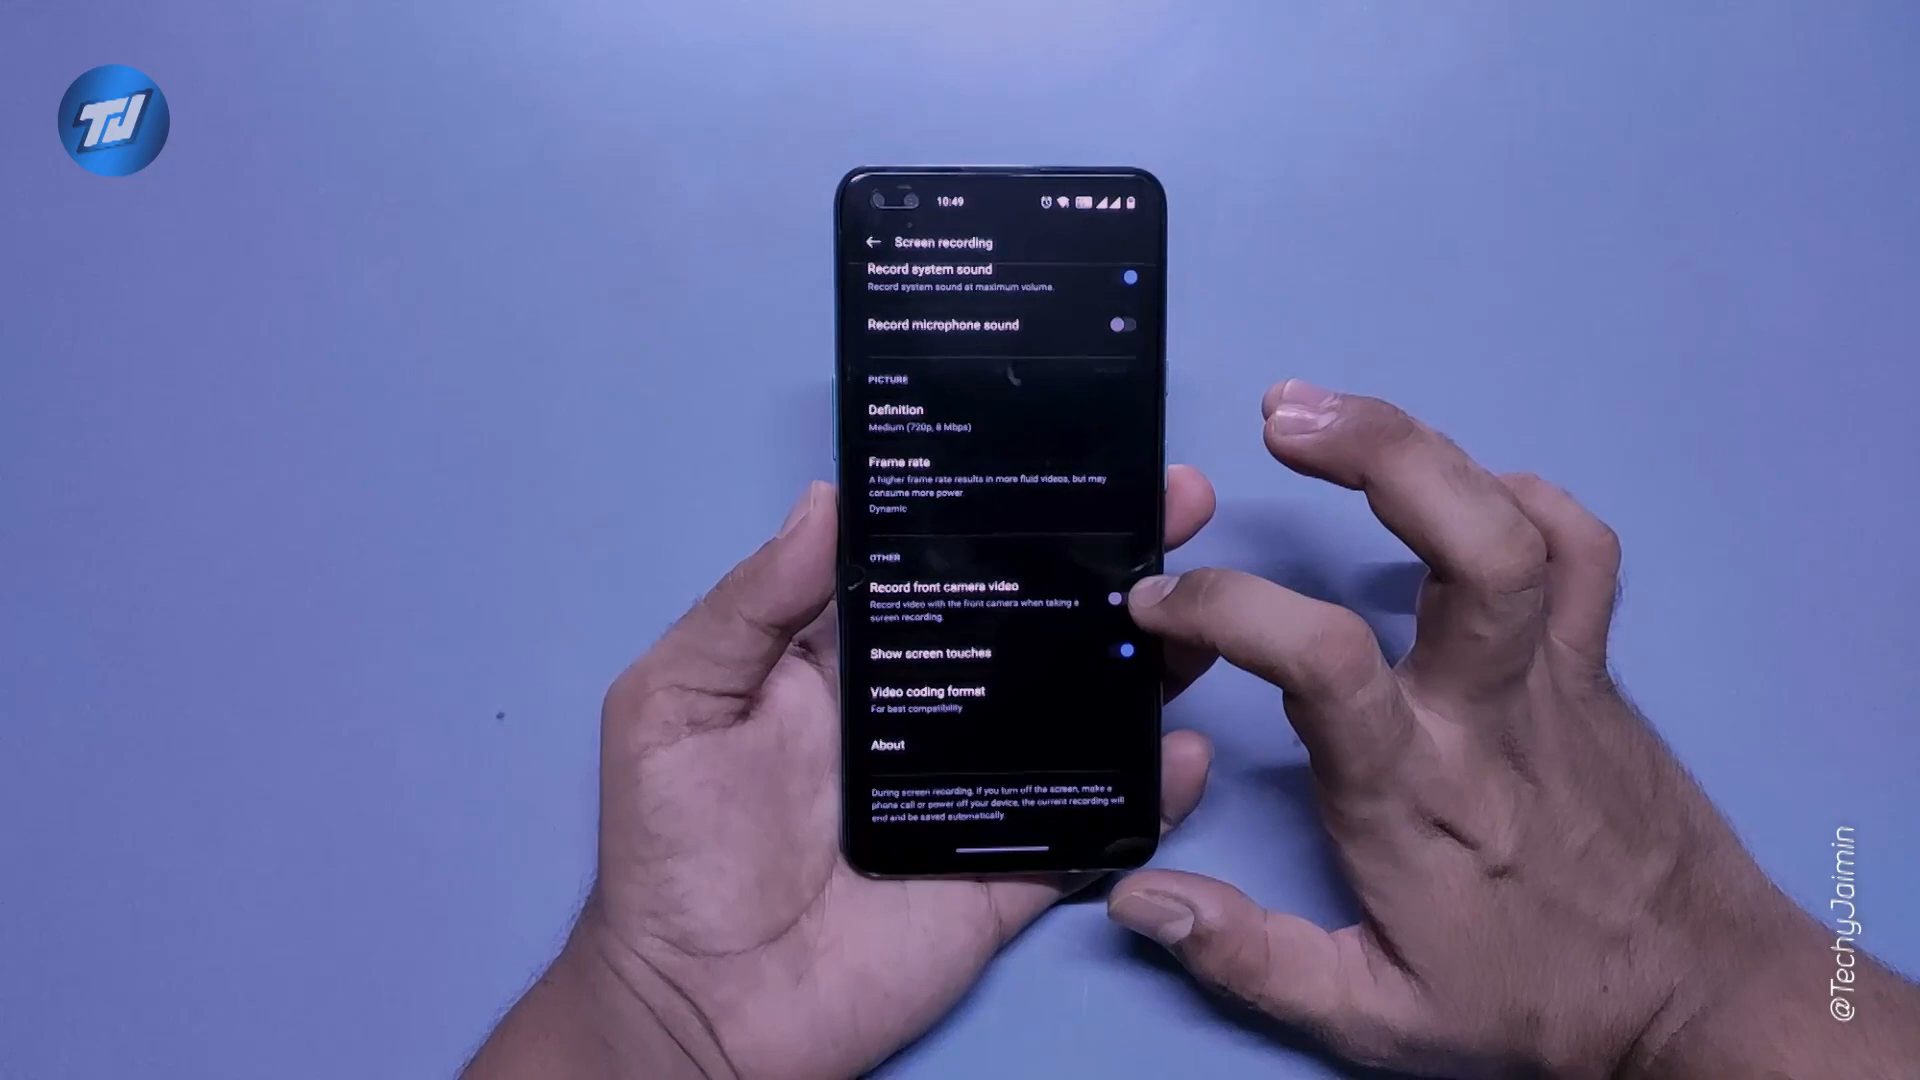 TJ
10:49
Screen recording
Record system sound
Record system sound at maximum volume.
Record microphone sound
PICTURE
Definition
Medium (720p, 8 Mbps)
Frame rate
A higher frame rate results in more fluid videos, but may
consume more power
Dynamic
OTHER
Record front camera video
Record video with the front camera when taking a
screen recording.
Show screen touches
Video coding format
For best compatibility
About
During screen recording, if you turn off the screen, make a
phone call or power off your device, the current recording will
end and be saved automatically.
@TechyJaimin